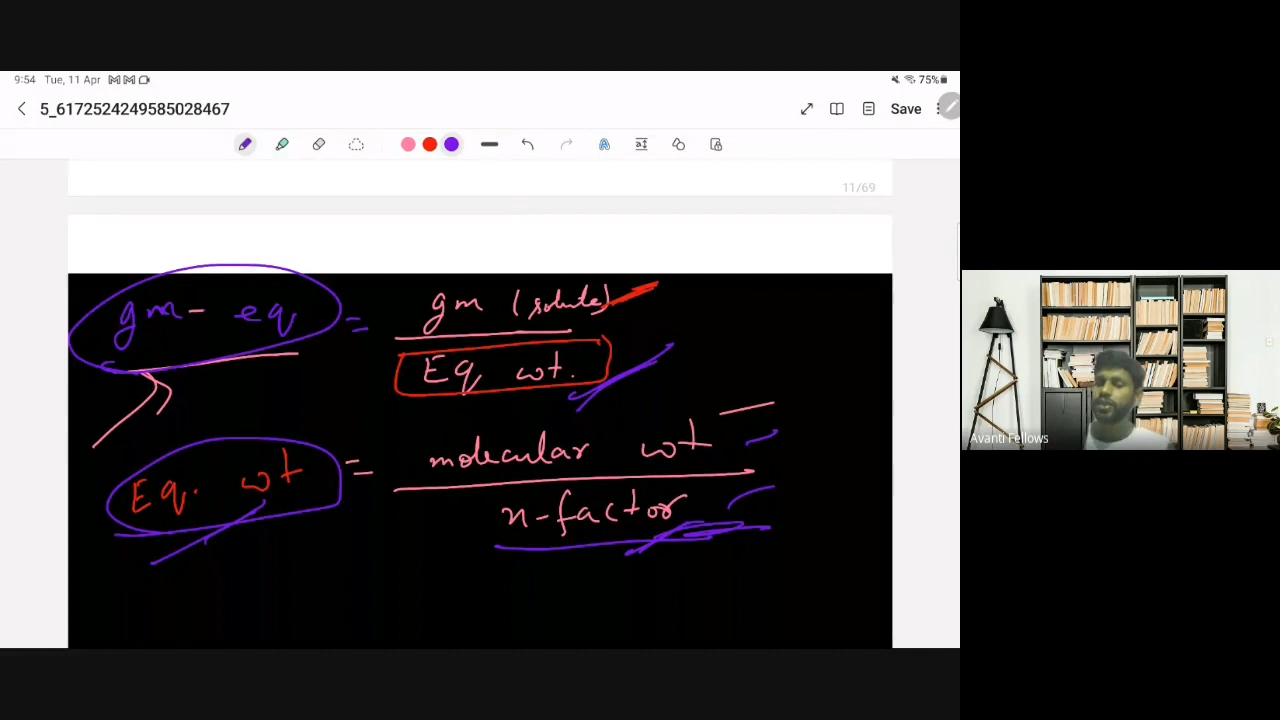 9:54 Tue, 11 Apr
75%
5_6172524249585028467
Save
11/69
gm - eq = gm (solute)
Eq. wt.
Eq. wt = molecular wt
n-factor
Avanti Fellows